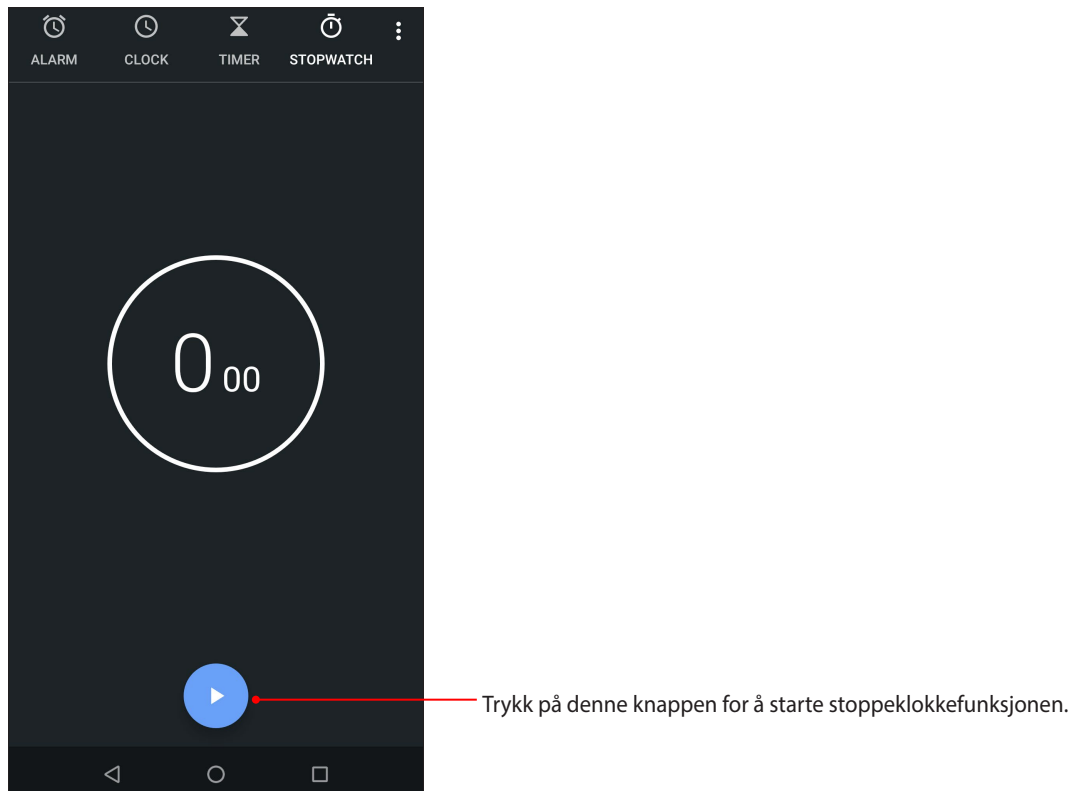 ALARM CLOCK TIMER STOPWATCH
0 00
Trykk på denne knappen for å starte stoppeklokkefunksjonen.